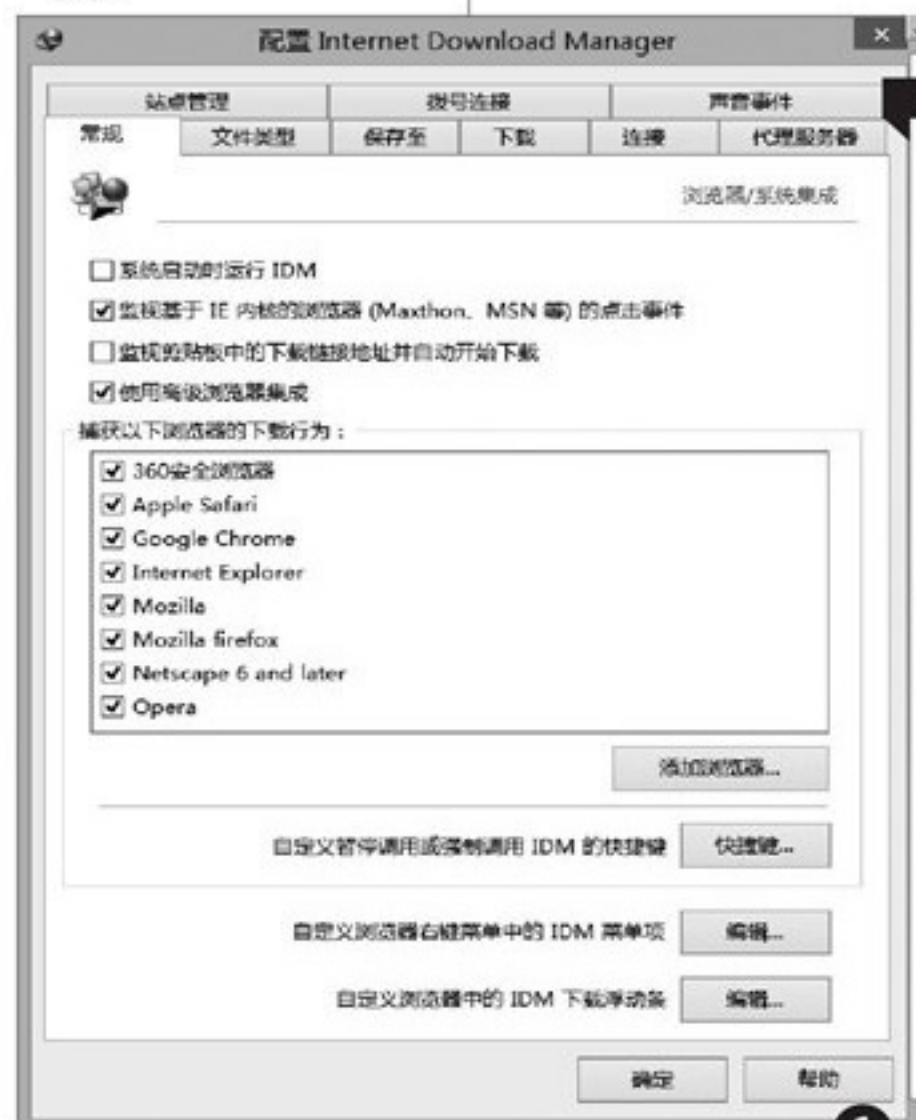 配置 Internet Download Manager
站点管理 拨号连接 声音事件
常规 文件类型 保存至 下载 连接 代理服务器
浏览器/系统集成
系统启动时运行 IDM
监视基于 IE 内核的浏览器 (Maxthon、MSN 等) 的点击事件
监视剪贴板中的下载链接地址并自动开始下载
使用高级浏览器集成
捕获以下浏览器的下载行为：
360安全浏览器
Apple Safari
Google Chrome
Internet Explorer
Mozilla
Mozilla firefox
Netscape 6 and later
Opera
添加浏览器...
自定义暂停调用或强制调用 IDM 的快捷键 快捷键...
自定义浏览器右键菜单中的 IDM 菜单项 编辑...
自定义浏览器中的 IDM 下载浮动条 编辑...
确定 帮助